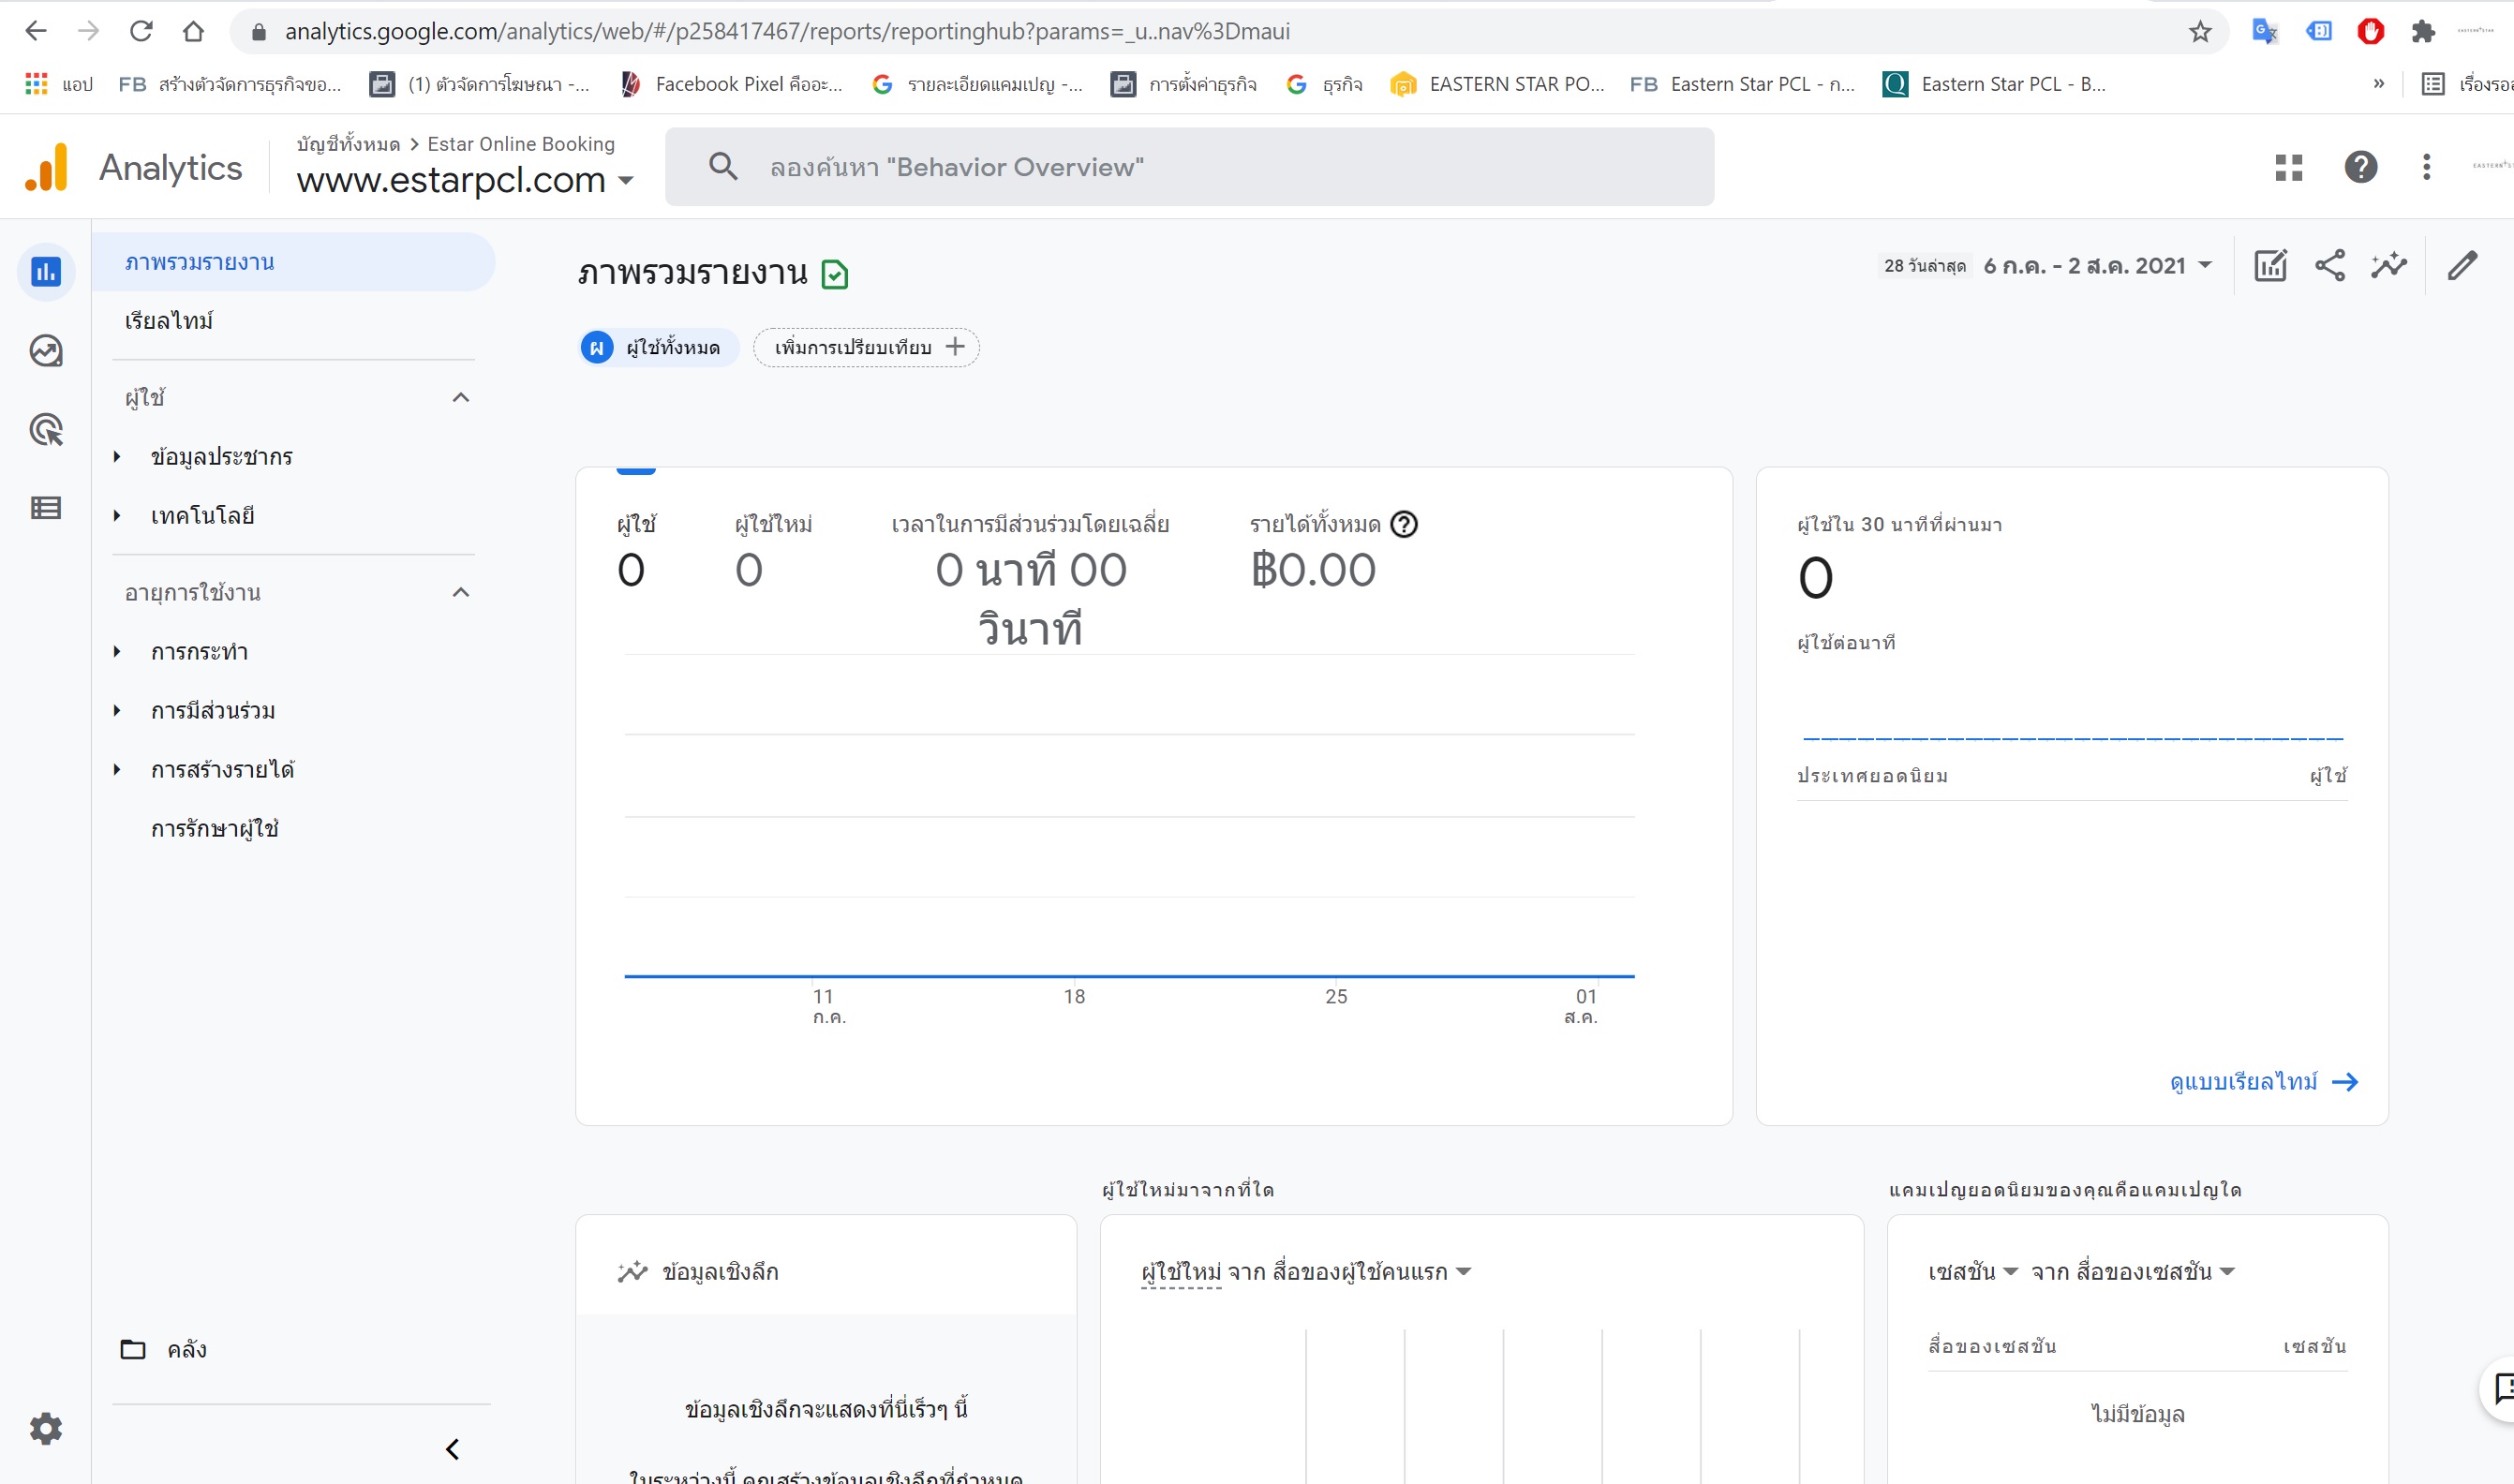 analytics.google.com/analytics/web/#/p258417467/reports/reportinghub?params=_u..nav%3Dmaui
แอป FB สร้างตัวจัดการธุรกิจขอ... (1) ตัวจัดการโฆษณา -... Facebook Pixel คืออะ... รายละเอียดแคมเปญ -... การตั้งค่าธุรกิจ ธุรกิจ EASTERN STAR PO... FB Eastern Star PCL - ก... Eastern Star PCL - B... » เรื่องรอ
Analytics
บัญชีทั้งหมด > Estar Online Booking
www.estarpcl.com
ลองค้นหา "Behavior Overview"
ภาพรวมรายงาน
เรียลไทม์
ผู้ใช้
ข้อมูลประชากร
เทคโนโลยี
อายุการใช้งาน
การกระทำ
การมีส่วนร่วม
การสร้างรายได้
การรักษาผู้ใช้
คลัง
ภาพรวมรายงาน
28 วันล่าสุด 6 ก.ค. - 2 ส.ค. 2021
ผ ผู้ใช้ทั้งหมด เพิ่มการเปรียบเทียบ +
ผู้ใช้ ผู้ใช้ใหม่ เวลาในการมีส่วนร่วมโดยเฉลี่ย รายได้ทั้งหมด
0 0 0 นาที 00 ฿0.00
วินาที
11 18 25 01
ก.ค. ส.ค.
ผู้ใช้ใน 30 นาทีที่ผ่านมา
0
ผู้ใช้ต่อนาที
ประเทศยอดนิยม ผู้ใช้
ดูแบบเรียลไทม์
ผู้ใช้ใหม่มาจากที่ใด
แคมเปญยอดนิยมของคุณคือแคมเปญใด
ข้อมูลเชิงลึก
ข้อมูลเชิงลึกจะแสดงที่นี่เร็วๆ นี้
ในระหว่างนี้ คุณสร้างข้อมูลเชิงลึกที่กำหนด
ผู้ใช้ใหม่ จาก สื่อของผู้ใช้คนแรก
เซสชัน จาก สื่อของเซสชัน
สื่อของเซสชัน เซสชัน
ไม่มีข้อมูล